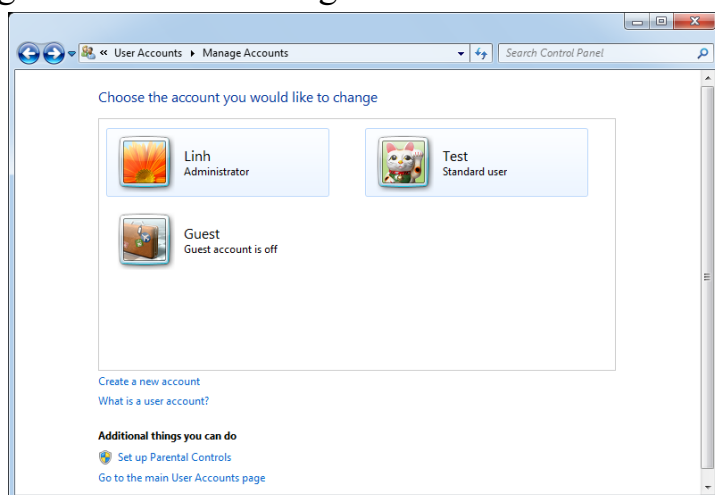 « User Accounts ▸ Manage Accounts
Search Control Panel
Choose the account you would like to change
Linh
Administrator
Test
Standard user
Guest
Guest account is off
Create a new account
What is a user account?
Additional things you can do
Set up Parental Controls
Go to the main User Accounts page